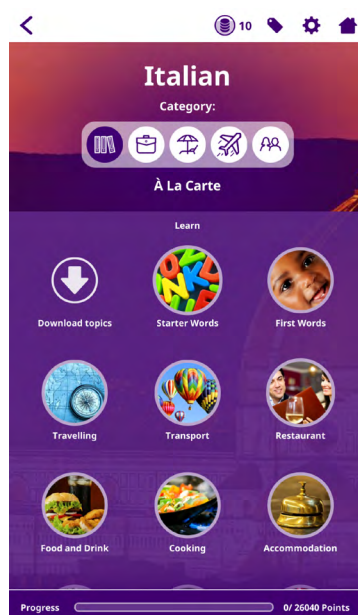 10
Italian
Category:
À La Carte
Learn
Download topics
Starter Words
First Words
Travelling
Transport
Restaurant
Food and Drink
Cooking
Accommodation
Progress
0/ 26040 Points